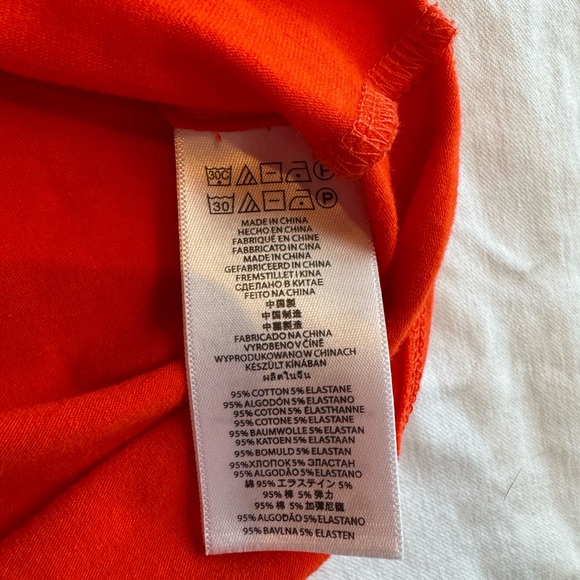 30C P
30 P
MADE IN CHINA
HECHO EN CHINA
FABRIQUÉ EN CHINE
FABBRICATO IN CINA
MADE IN CHINA
GEFABRICEERD IN CHINA
FREMSTILLET I KINA
СДЕЛАНО В КИТАЕ
FEITO NA CHINA
中国製
中国制造
中國製造
FABRICADO NA CHINA
VYROBENO V ČÍNĚ
WYPRODUKOWANO W CHINACH
KÉSZÜLT KÍNÁBAN
ผลิตในจีน
95% COTTON 5% ELASTANE
95% ALGODÓN 5% ELASTANO
95% COTON 5% ÉLASTHANNE
95% COTONE 5% ELASTAN
95% BAUMWOLLE 5% ELASTAN
95% KATOEN 5% ELASTAAN
95% BOMULD 5% ELASTAN
95% ХЛОПОК 5% ЭЛАСТАН
95% ALGODÃO 5% ELASTANO
綿 95% エラステイン 5%
95% 棉 5% 弹力
95% 棉 5% 加彈尼龍
95% ALGODÃO 5% ELASTANO
95% BAVLNA 5% ELASTEN